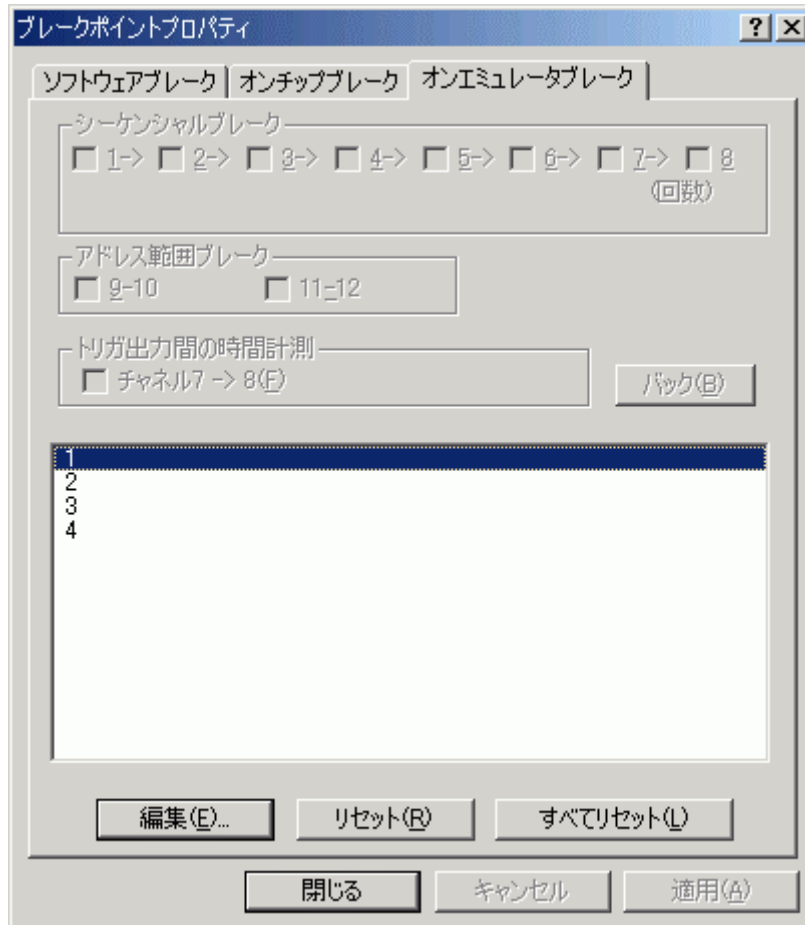 ブレークポイントプロパティ
ソフトウェアブレーク オンチップブレーク オンエミュレータブレーク
シーケンシャルブレーク
1-> 2-> 3-> 4-> 5-> 6-> 7-> 8
(回数)
アドレス範囲ブレーク
9-10 11-12
トリガ出力間の時間計測
チャネル7 -> 8(F)
バック(B)
1
2
3
4
編集(E)... リセット(R) すべてリセット(L)
閉じる キャンセル 適用(A)